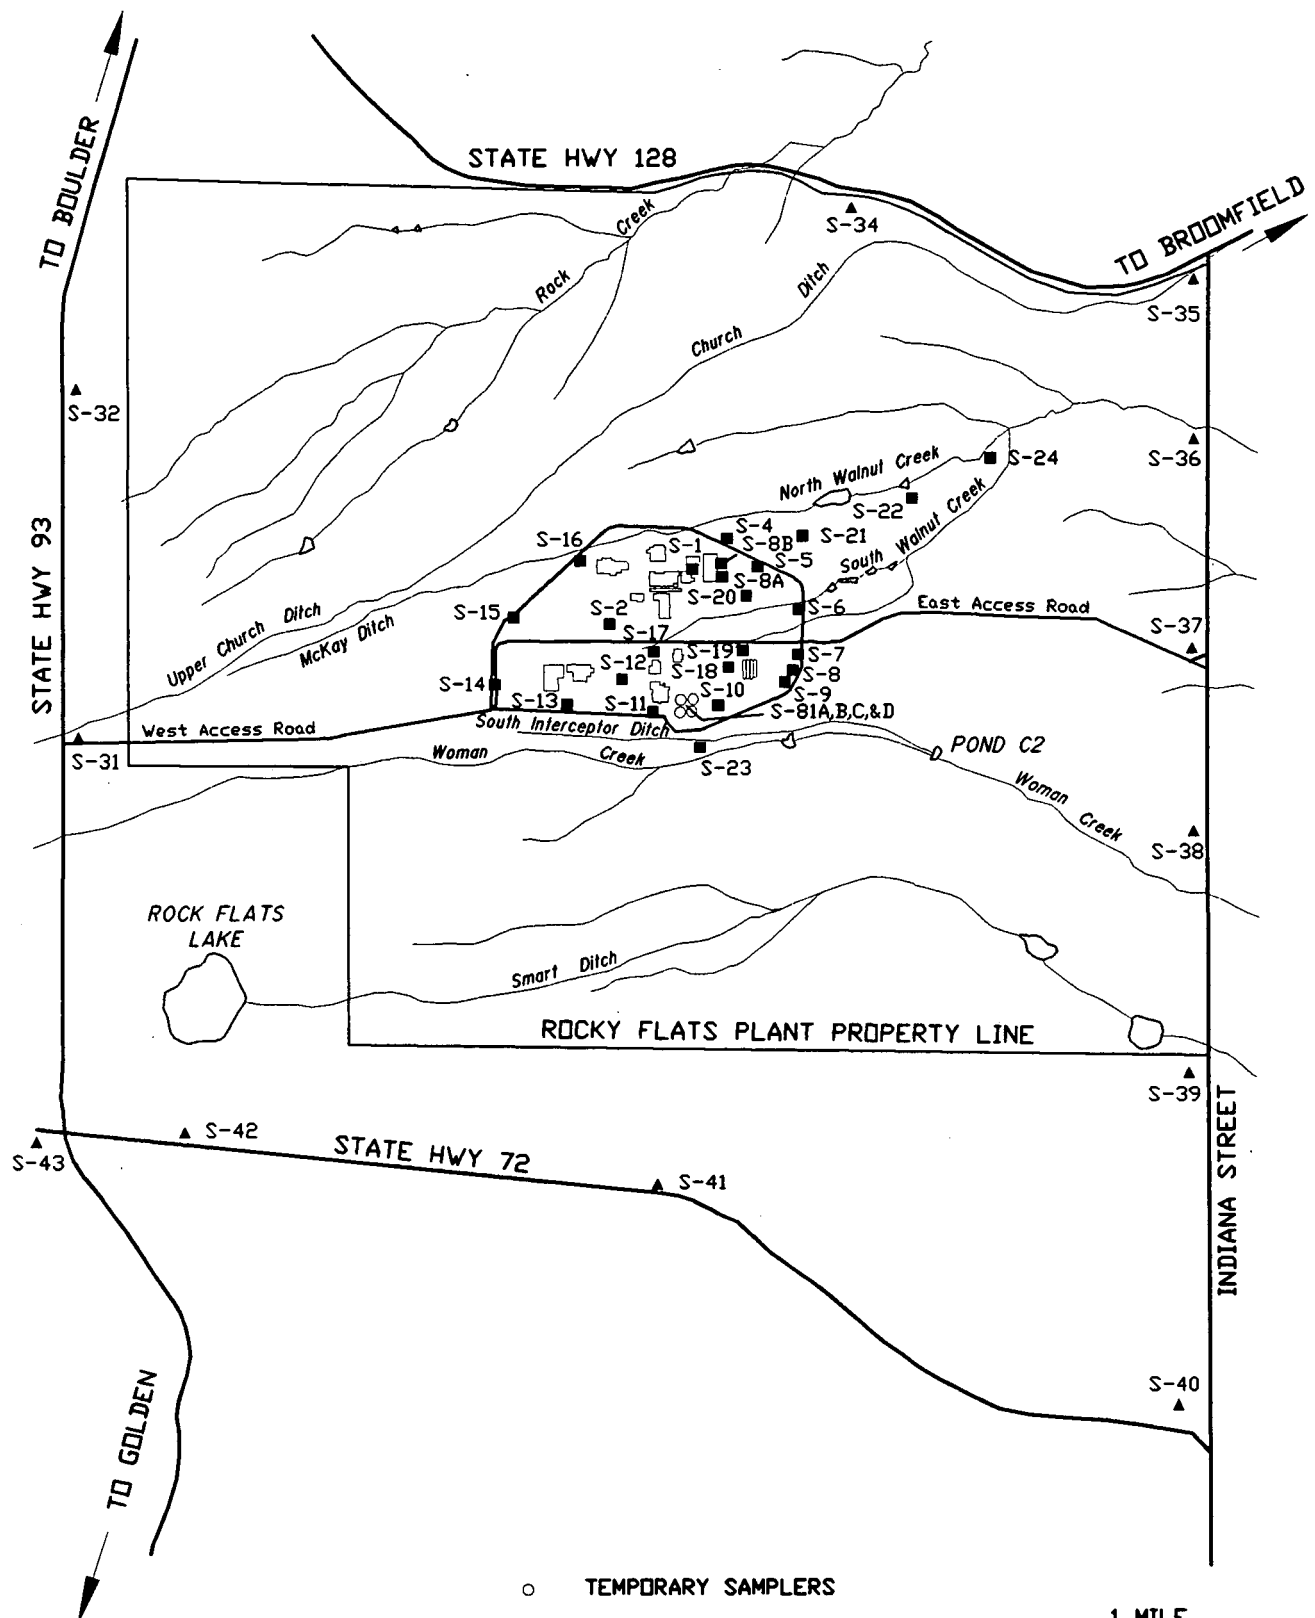 STATE HWY 128
TO BOULDER
TO BROOMFIELD
S-34
Creek
Rock
Ditch
Church
S-35
S-32
S-36
S-24
North Walnut Creek
S-22
South Walnut Creek
STATE HWY 93
S-16
S-1
S-4
S-8B
S-21
S-5
S-8A
S-20
S-15
S-2
S-6
East Access Road
Upper Church Ditch
McKay Ditch
S-17
S-37
S-12
S-19
S-7
S-18
S-8
S-14
S-13
S-11
S-10
S-9
S-81A,B,C,&D
West Access Road
South Interceptor Ditch
S-31
Woman
Creek
S-23
POND C2
Woman
Creek
S-38
ROCK FLATS
LAKE
Smart Ditch
ROCKY FLATS PLANT PROPERTY LINE
S-39
S-43
S-42
STATE HWY 72
S-41
INDIANA STREET
S-40
TO GOLDEN
TEMPORARY SAMPLERS
1 MILE